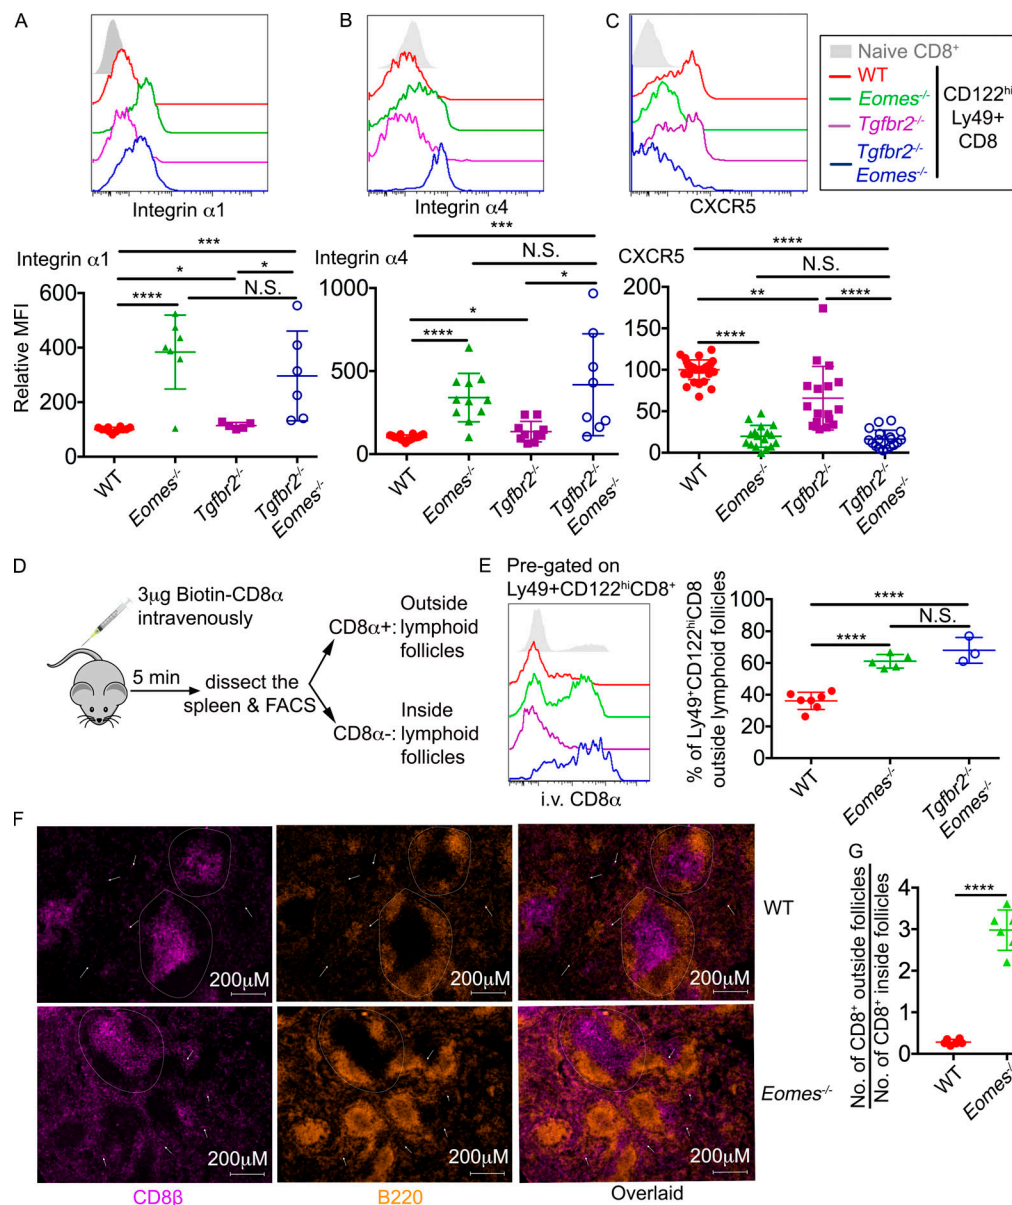 A
B
C
Naive CD8+
WT
Eomes-/-
Tgfbr2-/-
Tgfbr2-/-
Eomes-/-
CD122hi
Ly49+
CD8
Integrin α1
Integrin α4
CXCR5
Integrin α1
Relative MFI
600
400
200
0
***
*
*
****
N.S.
WT
Eomes-/-
Tgfbr2-/-
Tgfbr2-/-
Eomes-/-
Integrin α4
1000
500
0
***
N.S.
*
*
****
WT
Eomes-/-
Tgfbr2-/-
Tgfbr2-/-
Eomes-/-
CXCR5
200
150
100
50
0
****
N.S.
**
****
****
WT
Eomes-/-
Tgfbr2-/-
Tgfbr2-/-
Eomes-/-
D
3μg Biotin-CD8α
intravenously
5 min
dissect the
spleen & FACS
CD8α+:
Outside
lymphoid
follicles
CD8α-:
Inside
lymphoid
follicles
E
Pre-gated on
Ly49+CD122hiCD8+
i.v. CD8α
% of Ly49+CD122hiCD8
outside lymphoid follicles
100
80
60
40
20
0
****
****
N.S.
WT
Eomes-/-
Tgfbr2-/-
Eomes-/-
F
200μM
200μM
200μM
WT
200μM
200μM
200μM
Eomes-/-
CD8β
B220
Overlaid
G
No. of CD8+ outside follicles
No. of CD8+ inside follicles
4
3
2
1
0
****
WT
Eomes-/-